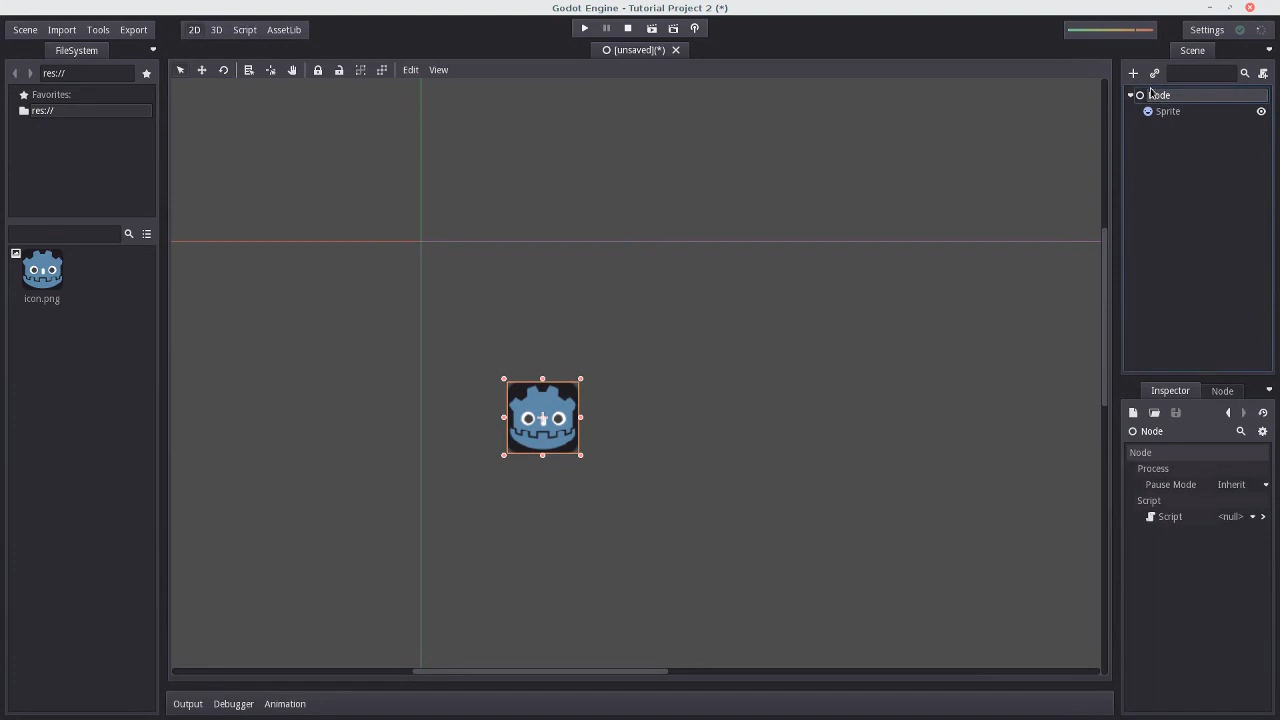 Godot Engine - Tutorial Project 2 (*)
Scene Import Tools Export 2D 3D Script AssetLib Settings
FileSystem [unsaved](*) Scene
res://
Edit View
Favorites:
res://
Node
Sprite
icon.png
Inspector Node
Node
Node
Process
Pause Mode Inherit
Script
Script <null>
Output Debugger Animation